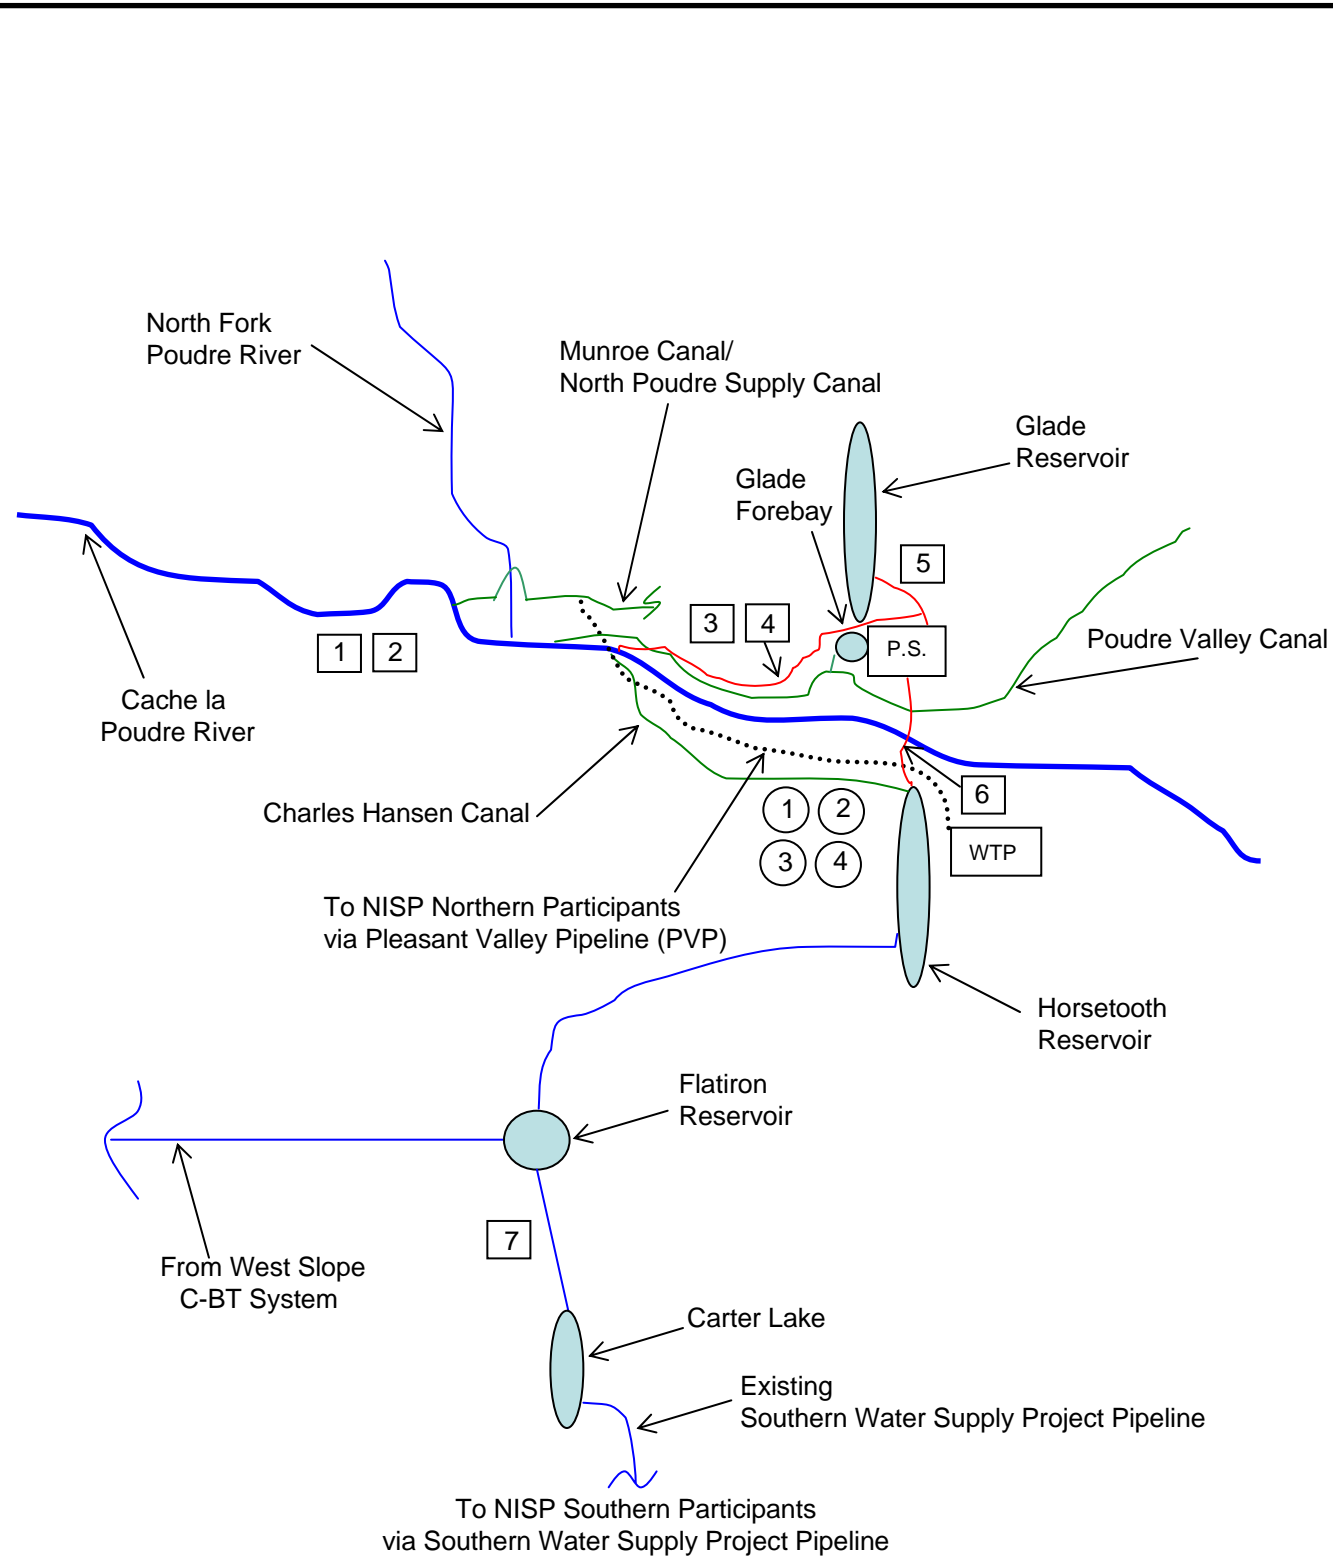 North Fork
Poudre River
Munroe Canal/
North Poudre Supply Canal
Glade
Reservoir
Glade
Forebay
5
3
4
P.S.
Poudre Valley Canal
1
2
Cache la
Poudre River
Charles Hansen Canal
6
1
2
3
4
WTP
To NISP Northern Participants
via Pleasant Valley Pipeline (PVP)
Horsetooth
Reservoir
Flatiron
Reservoir
7
From West Slope
C-BT System
Carter Lake
Existing
Southern Water Supply Project Pipeline
To NISP Southern Participants
via Southern Water Supply Project Pipeline